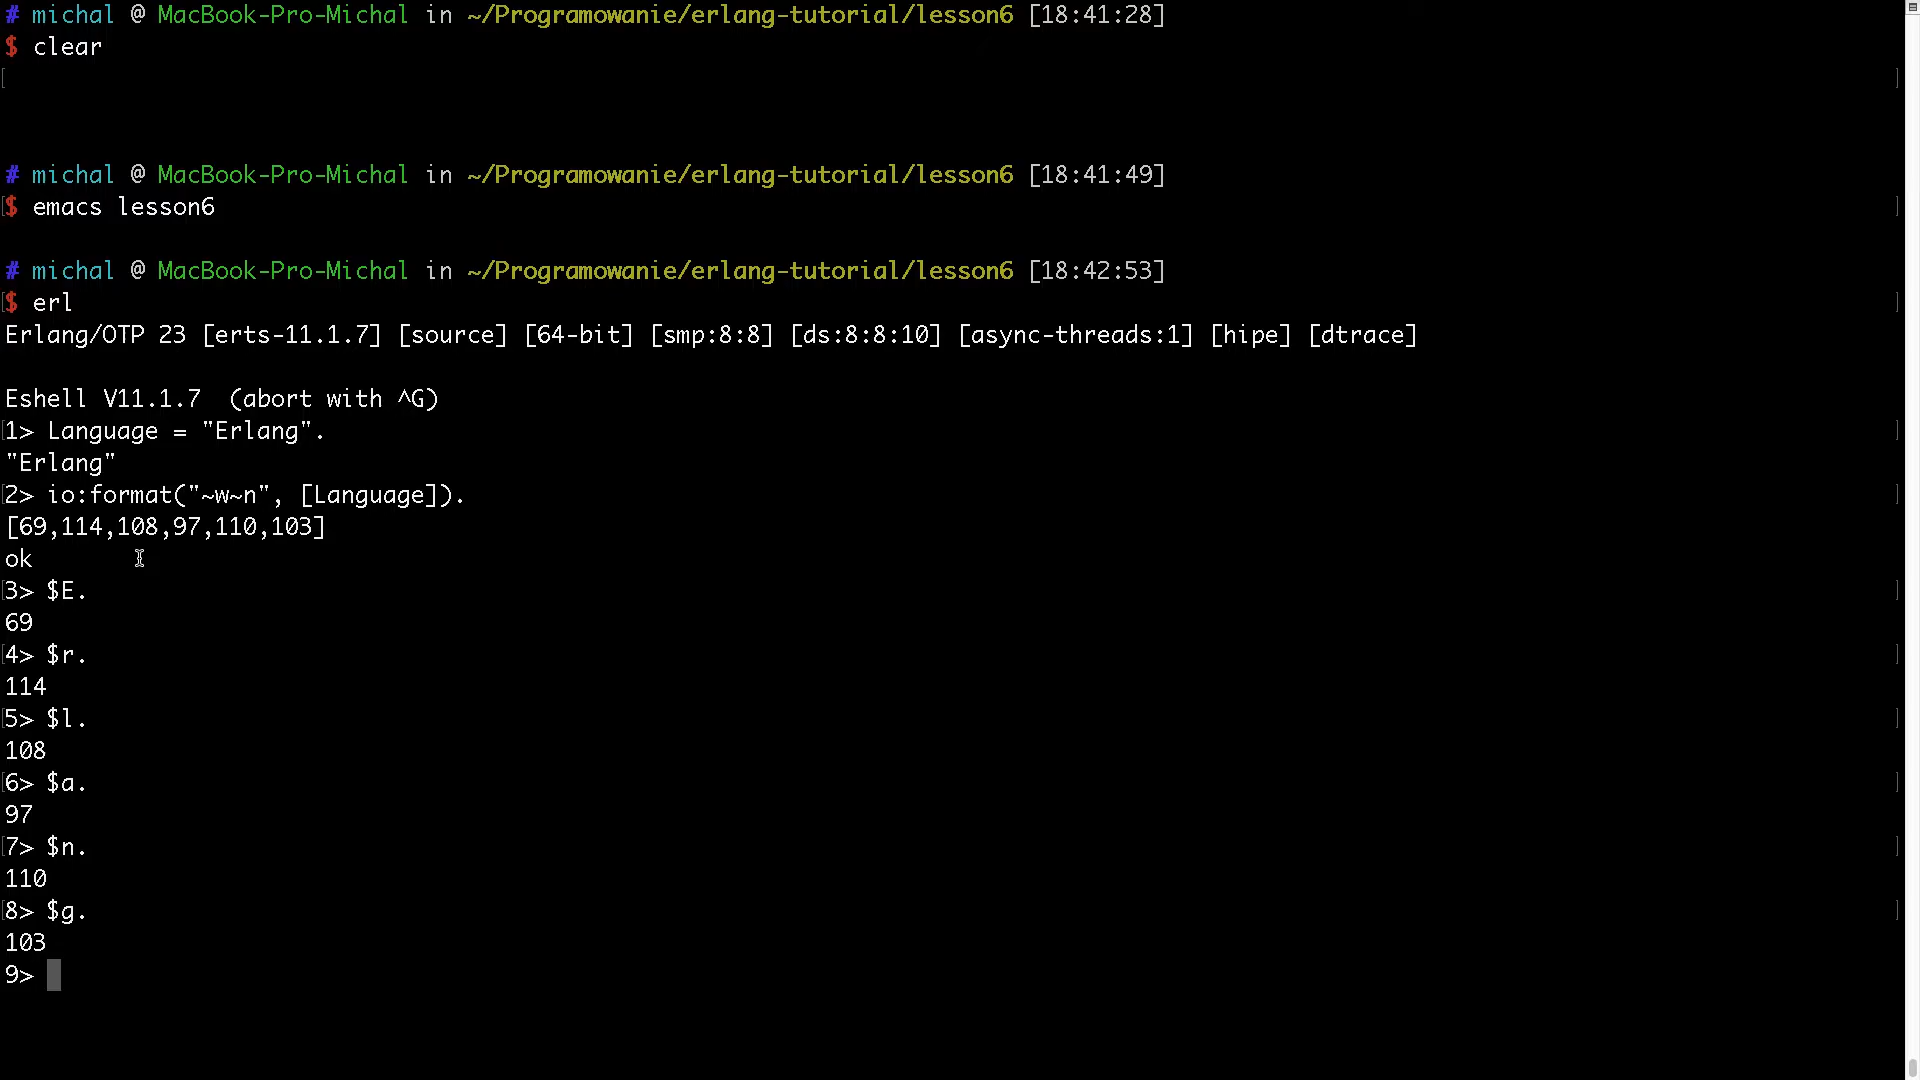 # michal @ MacBook-Pro-Michal in ~/Programowanie/erlang-tutorial/lesson6 [18:41:28]
$ clear
[ ]
# michal @ MacBook-Pro-Michal in ~/Programowanie/erlang-tutorial/lesson6 [18:41:49]
[$ emacs lesson6 ]
# michal @ MacBook-Pro-Michal in ~/Programowanie/erlang-tutorial/lesson6 [18:42:53]
[$ erl ]
Erlang/OTP 23 [erts-11.1.7] [source] [64-bit] [smp:8:8] [ds:8:8:10] [async-threads:1] [hipe] [dtrace]
Eshell V11.1.7  (abort with ^G)
[1> Language = "Erlang". ]
"Erlang"
[2> io:format("~w~n", [Language]). ]
[69,114,108,97,110,103]
ok
[3> $E. ]
69
[4> $r. ]
114
[5> $l. ]
108
[6> $a. ]
97
[7> $n. ]
110
[8> $g. ]
103
9>